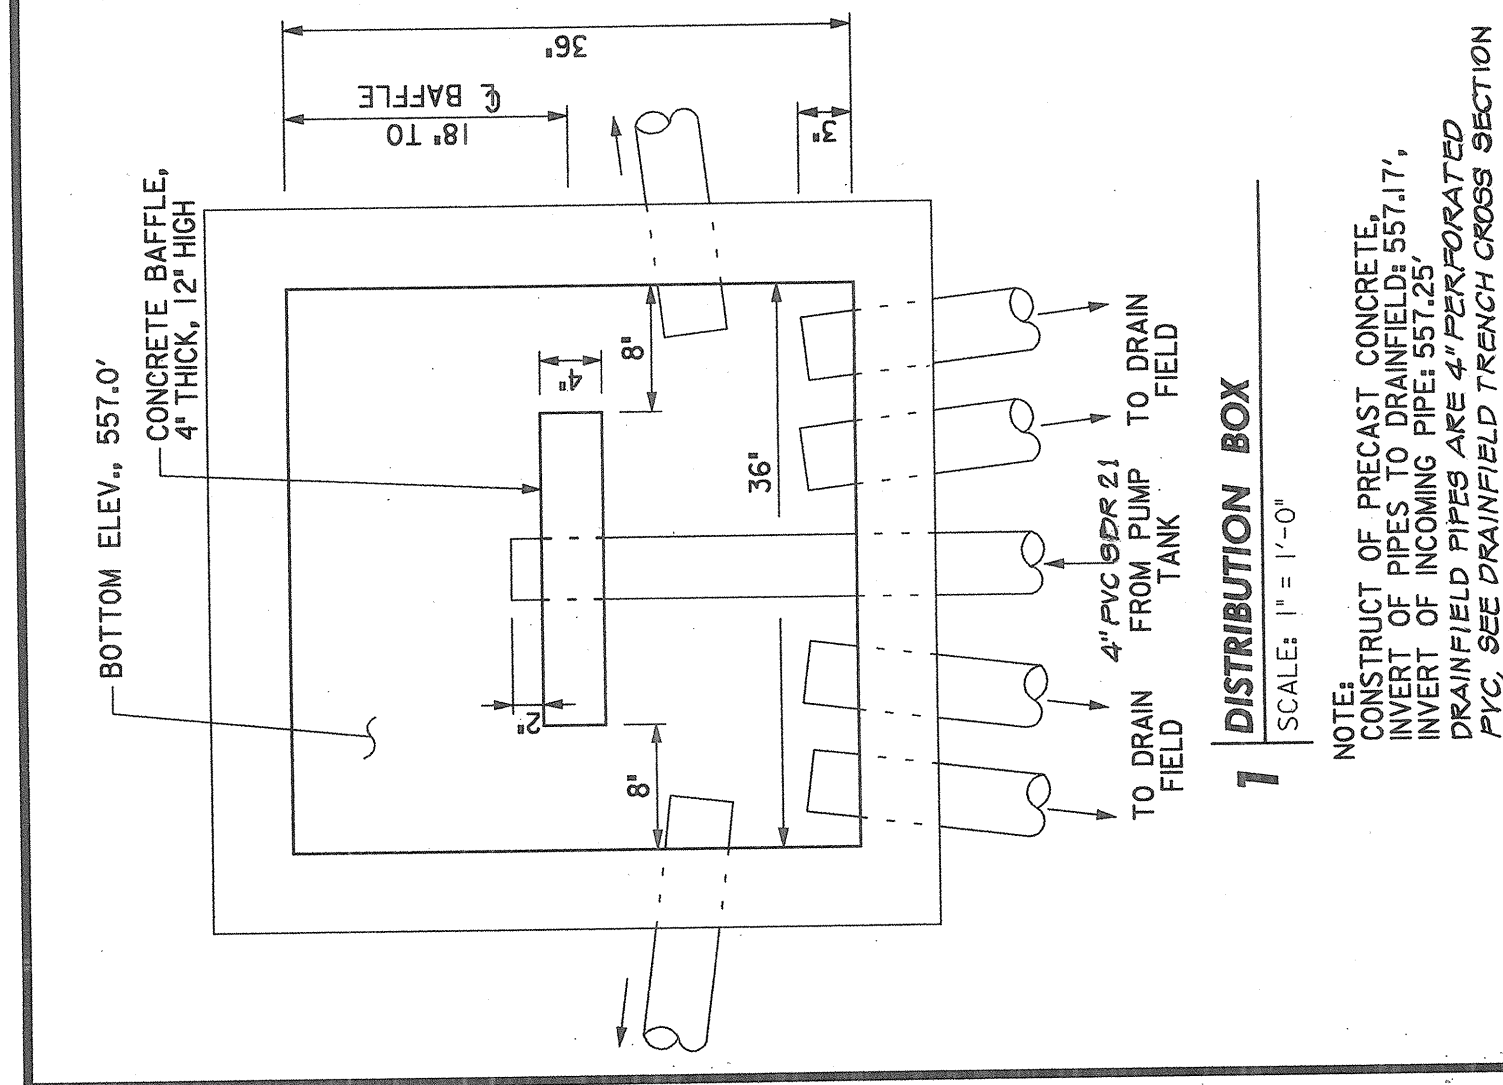 BOTTOM ELEV., 557.0'
CONCRETE BAFFLE,
4" THICK, 12" HIGH
36"
18" TO
℄ BAFFLE
3"
2"
4"
8"
8"
36"
TO DRAIN
FIELD
4" PVC SDR 21
FROM PUMP
TANK
TO DRAIN
FIELD
1 DISTRIBUTION BOX
SCALE: 1" = 1'-0"
NOTE:
CONSTRUCT OF PRECAST CONCRETE,
INVERT OF PIPES TO DRAINFIELD: 557.17',
INVERT OF INCOMING PIPE: 557.25'
DRAINFIELD PIPES ARE 4" PERFORATED
PVC, SEE DRAINFIELD TRENCH CROSS SECTION